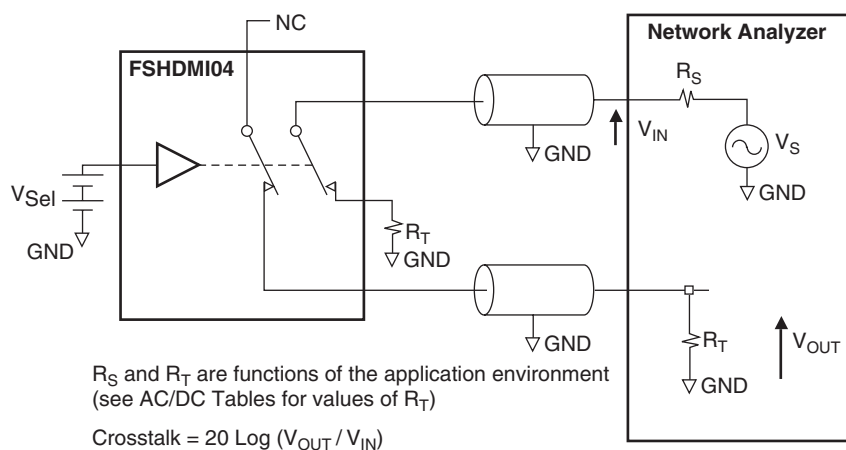 NC
Network Analyzer
FSHDMI04
R_S
V_IN
V_S
GND
GND
V_Sel
GND
R_T
GND
GND
R_T
V_OUT
GND
R_S and R_T are functions of the application environment
(see AC/DC Tables for values of R_T)
Crosstalk = 20 Log (V_OUT / V_IN)